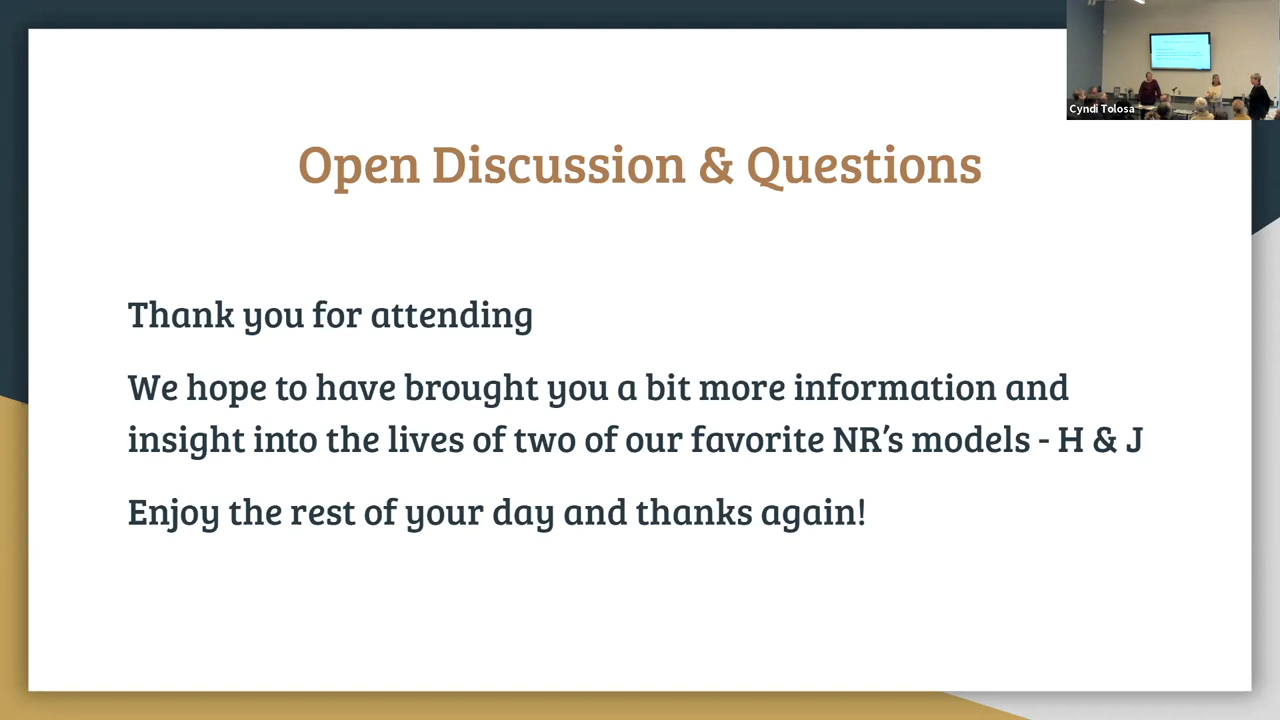 Cyndi Tolosa
Open Discussion & Questions
Thank you for attending
We hope to have brought you a bit more information and
insight into the lives of two of our favorite NR’s models - H & J
Enjoy the rest of your day and thanks again!